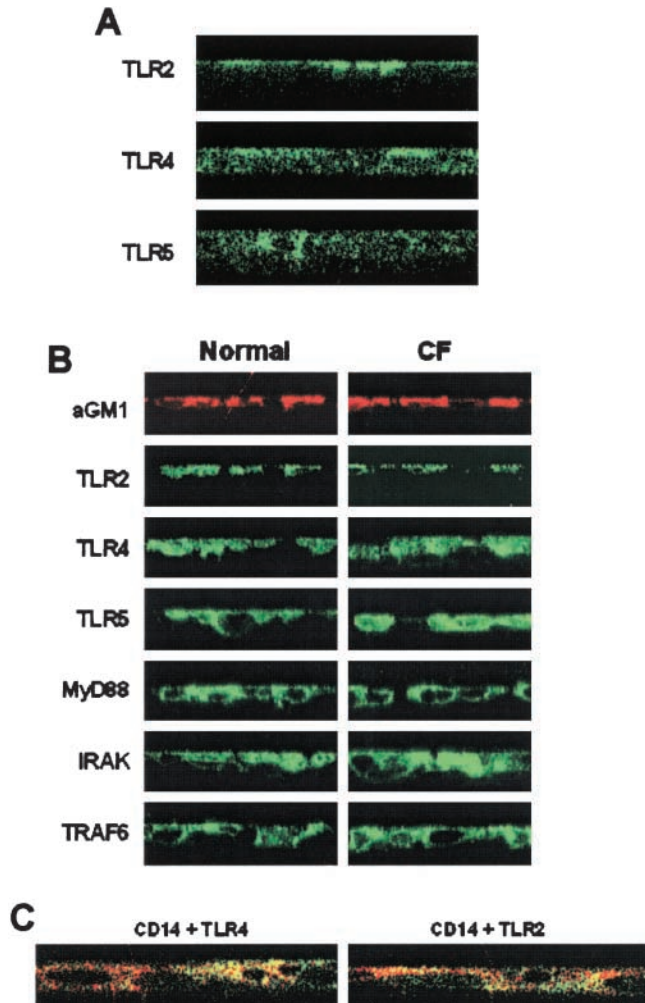 A
TLR2
TLR4
TLR5
B
Normal CF
aGM1
TLR2
TLR4
TLR5
MyD88
IRAK
TRAF6
C
CD14 + TLR4 CD14 + TLR2